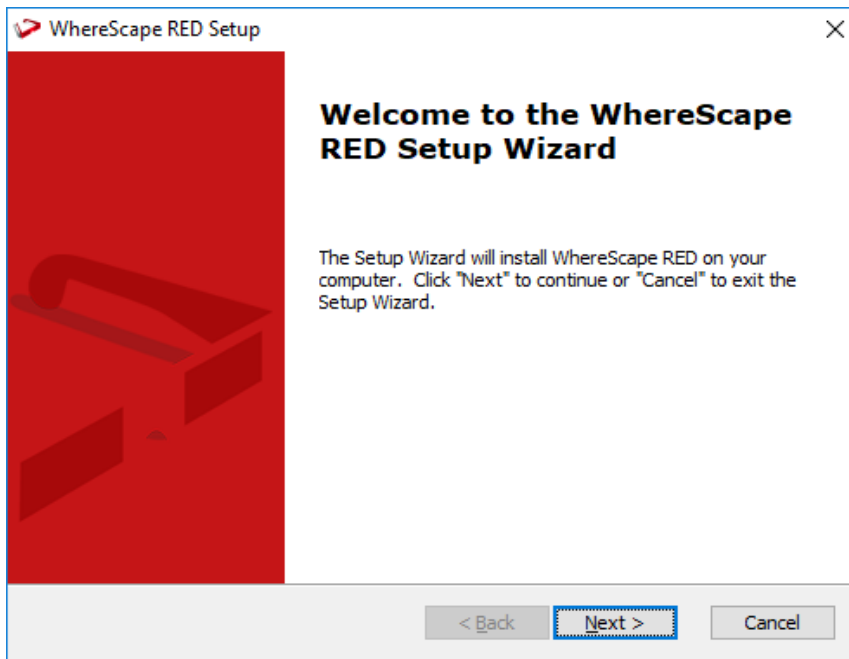 WhereScape RED Setup
Welcome to the WhereScape
RED Setup Wizard
The Setup Wizard will install WhereScape RED on your
computer.  Click "Next" to continue or "Cancel" to exit the
Setup Wizard.
< Back
Next >
Cancel